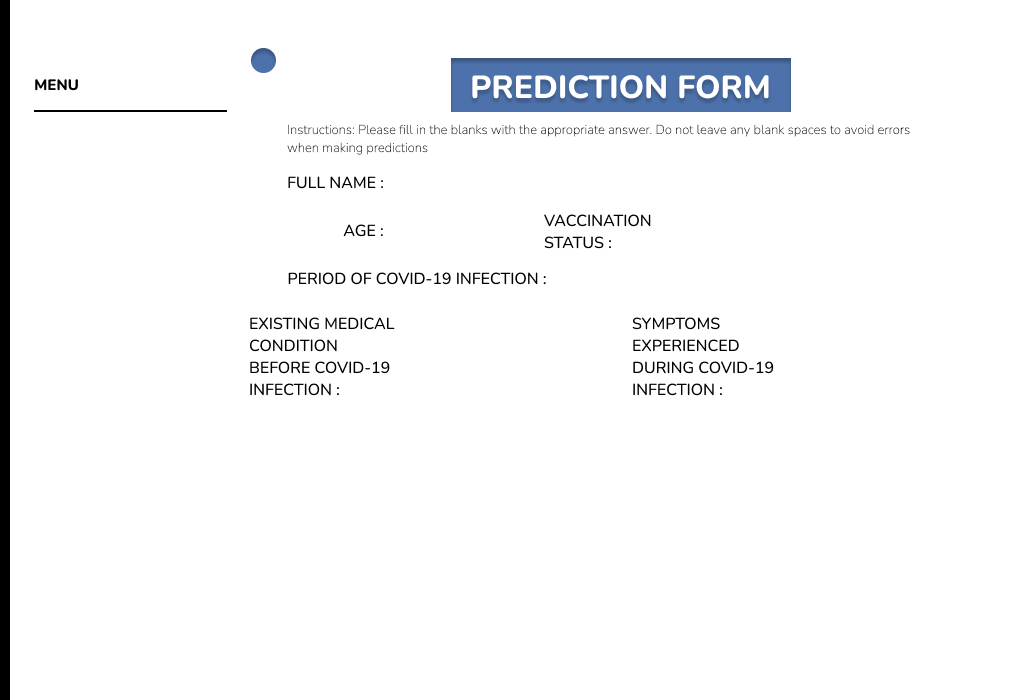 MENU
PREDICTION FORM
Instructions: Please fill in the blanks with the appropriate answer. Do not leave any blank spaces to avoid errors
when making predictions
FULL NAME :
AGE :
VACCINATION
STATUS :
PERIOD OF COVID-19 INFECTION :
EXISTING MEDICAL
CONDITION
BEFORE COVID-19
INFECTION :
SYMPTOMS
EXPERIENCED
DURING COVID-19
INFECTION :